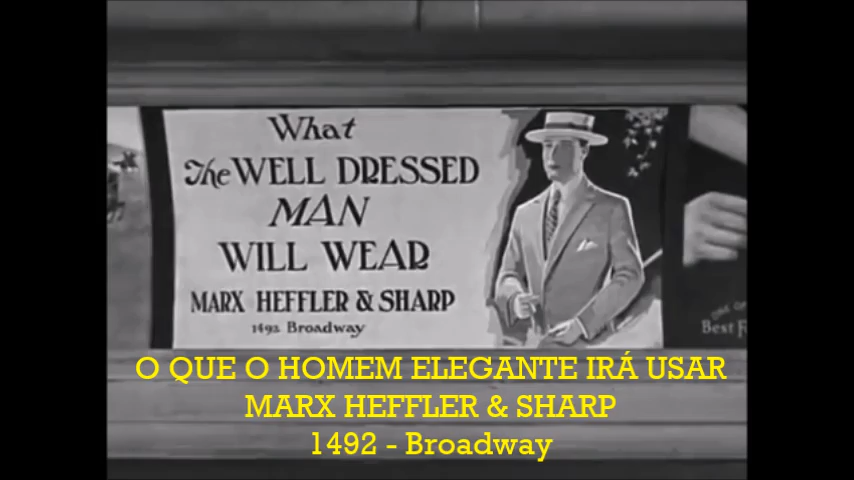 What
The WELL DRESSED
MAN
WILL WEAR
MARX HEFFLER & SHARP
1492 Broadway
Best
O QUE O HOMEM ELEGANTE IRÁ USAR
MARX HEFFLER & SHARP
1492 - Broadway